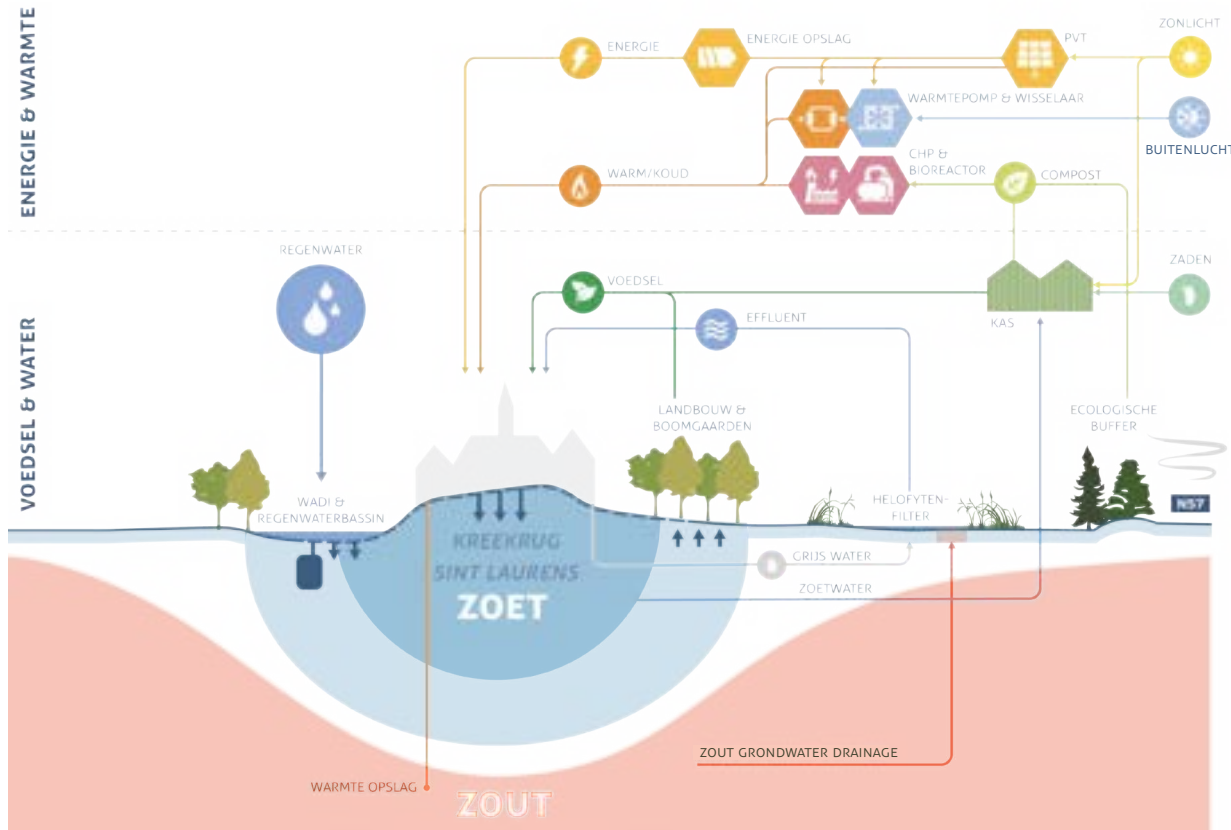 ENERGIE & WARMTE
ZONLICHT
ENERGIE
ENERGIE OPSLAG
PVT
WARMTEPOMP & WISSELAAR
BUITENLUCHT
WARM/KOUD
CHP &
BIOREACTOR
COMPOST
VOEDSEL & WATER
REGENWATER
VOEDSEL
ZADEN
EFFLUENT
KAS
LANDBOUW &
BOOMGAARDEN
ECOLOGISCHE
BUFFER
WADI &
REGENWATERBASSIN
HELOFYTEN-
FILTER
N57
KREEKRUG
SINT LAURENS
ZOET
GRIJS WATER
ZOETWATER
ZOUT GRONDWATER DRAINAGE
WARMTE OPSLAG
ZOUT